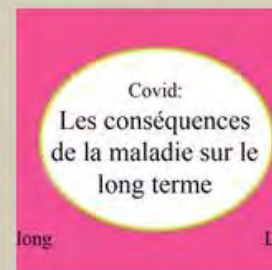 Covid:
Les conséquences
de la maladie sur le
long terme
long